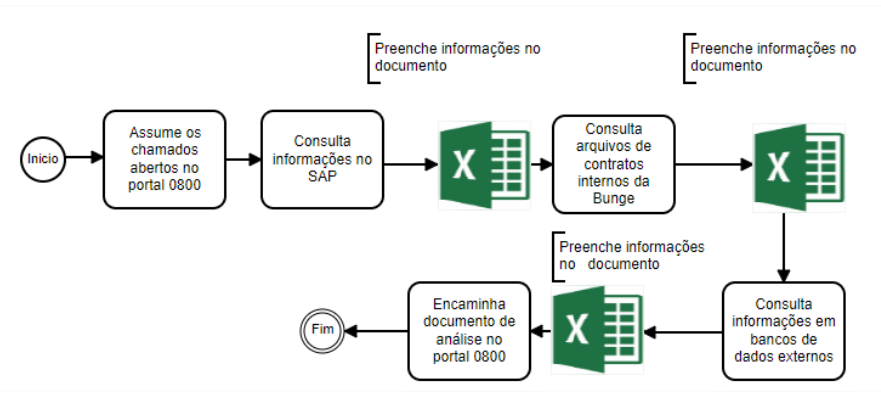 Preenche informações no
documento
Preenche informações no
documento
Início
Assume os
chamados
abertos no
portal 0800
Consulta
informações no
SAP
X
Consulta
arquivos de
contratos
internos da
Bunge
X
Preenche informações
no documento
Fim
Encaminha
documento de
análise no
portal 0800
X
Consulta
informações em
bancos de
dados externos